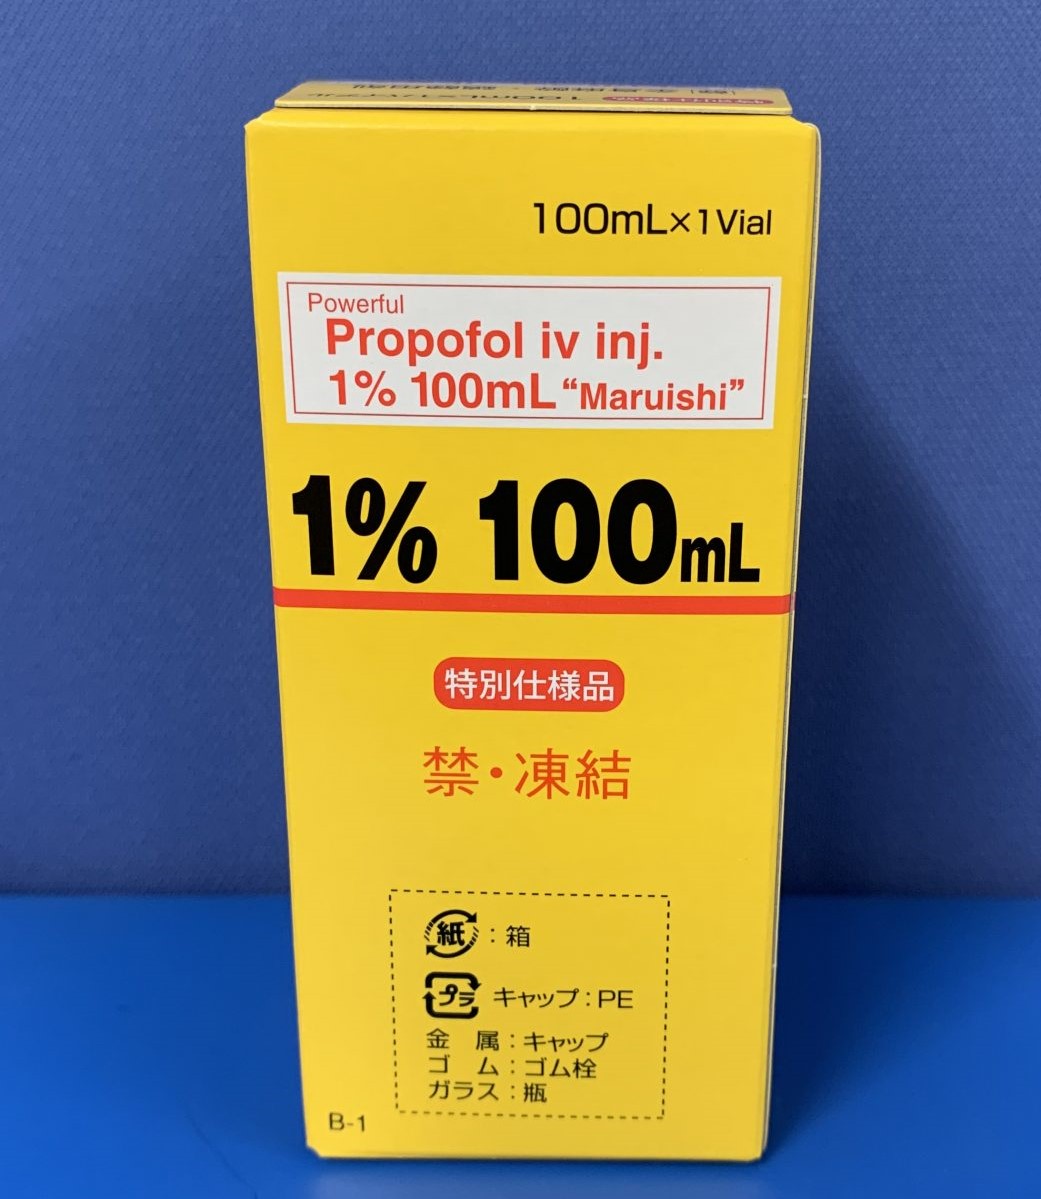 100mL×1Vial
Powerful
Propofol iv inj.
1% 100mL “Maruishi”
1% 100mL
特別仕様品
禁・凍結
紙：箱
プラ キャップ：PE
金　属：キャップ
ゴ　ム：ゴム栓
ガラス：瓶
B-1